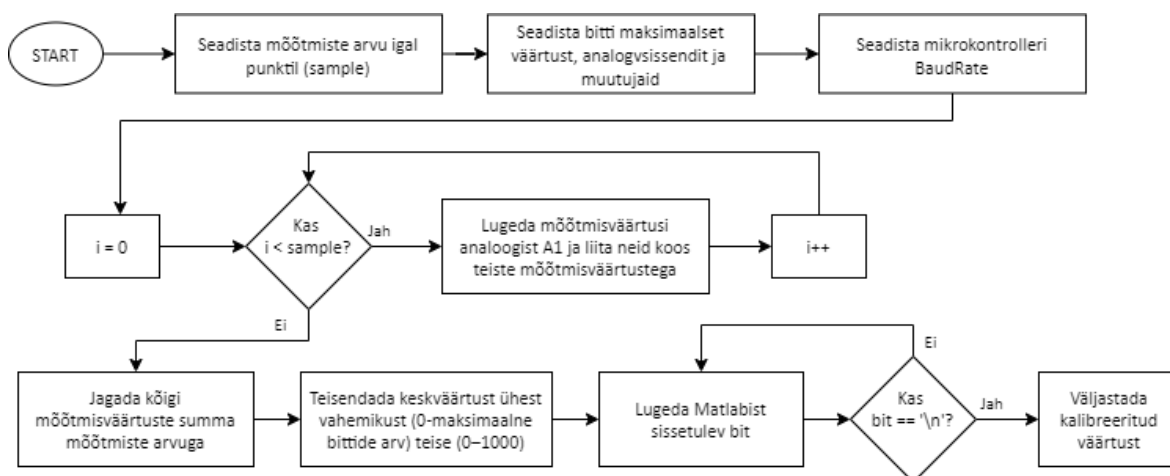 START
Seadista mõõtmiste arvu igal
punktil (sample)
Seadista bitti maksimaalset
väärtust, analogvsissendit ja
muutujaid
Seadista mikrokontrolleri
BaudRate
i = 0
Kas
i < sample?
Jah
Lugeda mõõtmisväärtusi
analoogist A1 ja liita neid koos
teiste mõõtmisväärtustega
i++
Ei
Jagada kõigi
mõõtmisväärtuste summa
mõõtmiste arvuga
Teisendada keskväärtust ühest
vahemikust (0-maksimaalne
bittide arv) teise (0–1000)
Lugeda Matlabist
sissetulev bit
Ei
Kas
bit == '\n'?
Jah
Väljastada
kalibreeritud
väärtust